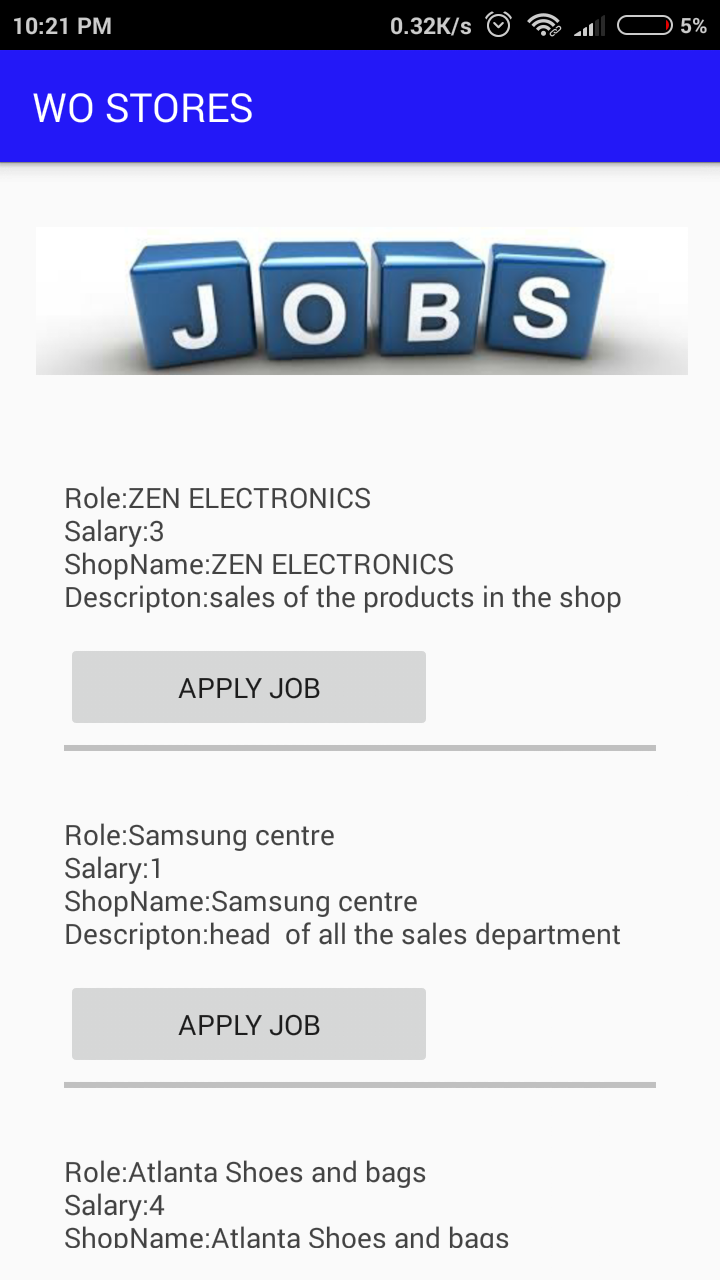 10:21 PM 0.32K/s 5%
WO STORES
JOBS
Role:ZEN ELECTRONICS
Salary:3
ShopName:ZEN ELECTRONICS
Descripton:sales of the products in the shop
APPLY JOB
Role:Samsung centre
Salary:1
ShopName:Samsung centre
Descripton:head  of all the sales department
APPLY JOB
Role:Atlanta Shoes and bags
Salary:4
ShopName:Atlanta Shoes and bags